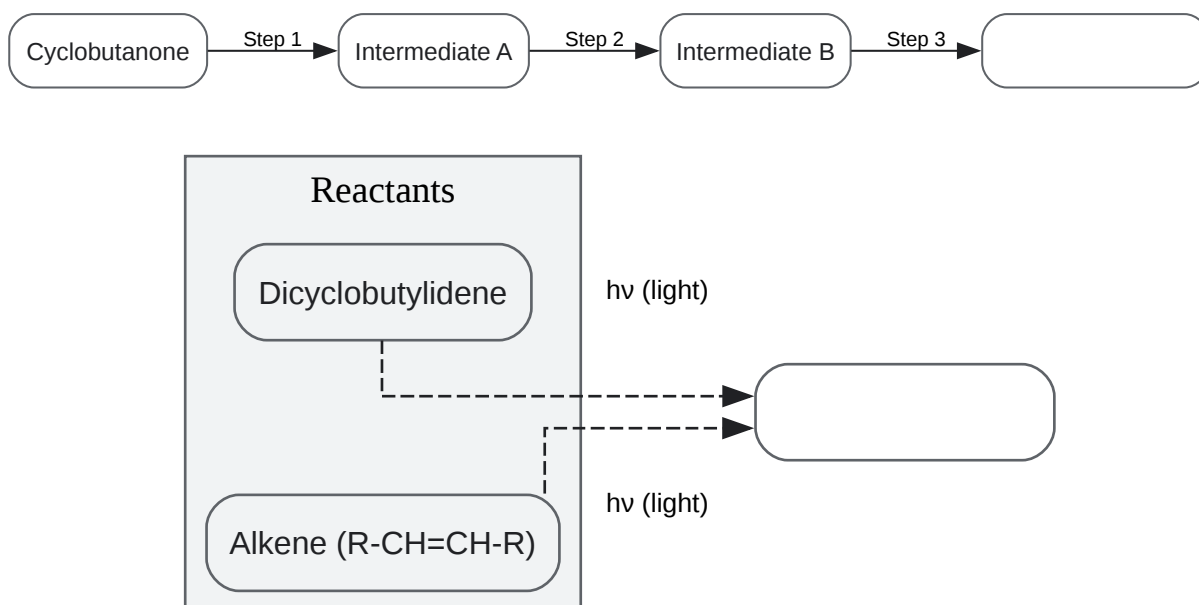 Cyclobutanone
Step 1
Intermediate A
Step 2
Intermediate B
Step 3
Reactants
Dicyclobutylidene
hν (light)
hν (light)
Alkene (R-CH=CH-R)